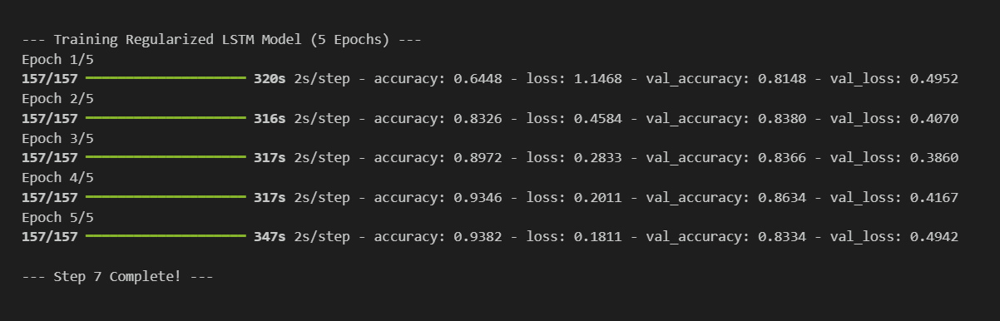 --- Training Regularized LSTM Model (5 Epochs) ---
Epoch 1/5
157/157 ━━━━━━━━━━━━━━━━━━━━ 320s 2s/step - accuracy: 0.6448 - loss: 1.1468 - val_accuracy: 0.8148 - val_loss: 0.4952
Epoch 2/5
157/157 ━━━━━━━━━━━━━━━━━━━━ 316s 2s/step - accuracy: 0.8326 - loss: 0.4584 - val_accuracy: 0.8380 - val_loss: 0.4070
Epoch 3/5
157/157 ━━━━━━━━━━━━━━━━━━━━ 317s 2s/step - accuracy: 0.8972 - loss: 0.2833 - val_accuracy: 0.8366 - val_loss: 0.3860
Epoch 4/5
157/157 ━━━━━━━━━━━━━━━━━━━━ 317s 2s/step - accuracy: 0.9346 - loss: 0.2011 - val_accuracy: 0.8634 - val_loss: 0.4167
Epoch 5/5
157/157 ━━━━━━━━━━━━━━━━━━━━ 347s 2s/step - accuracy: 0.9382 - loss: 0.1811 - val_accuracy: 0.8334 - val_loss: 0.4942
--- Step 7 Complete! ---